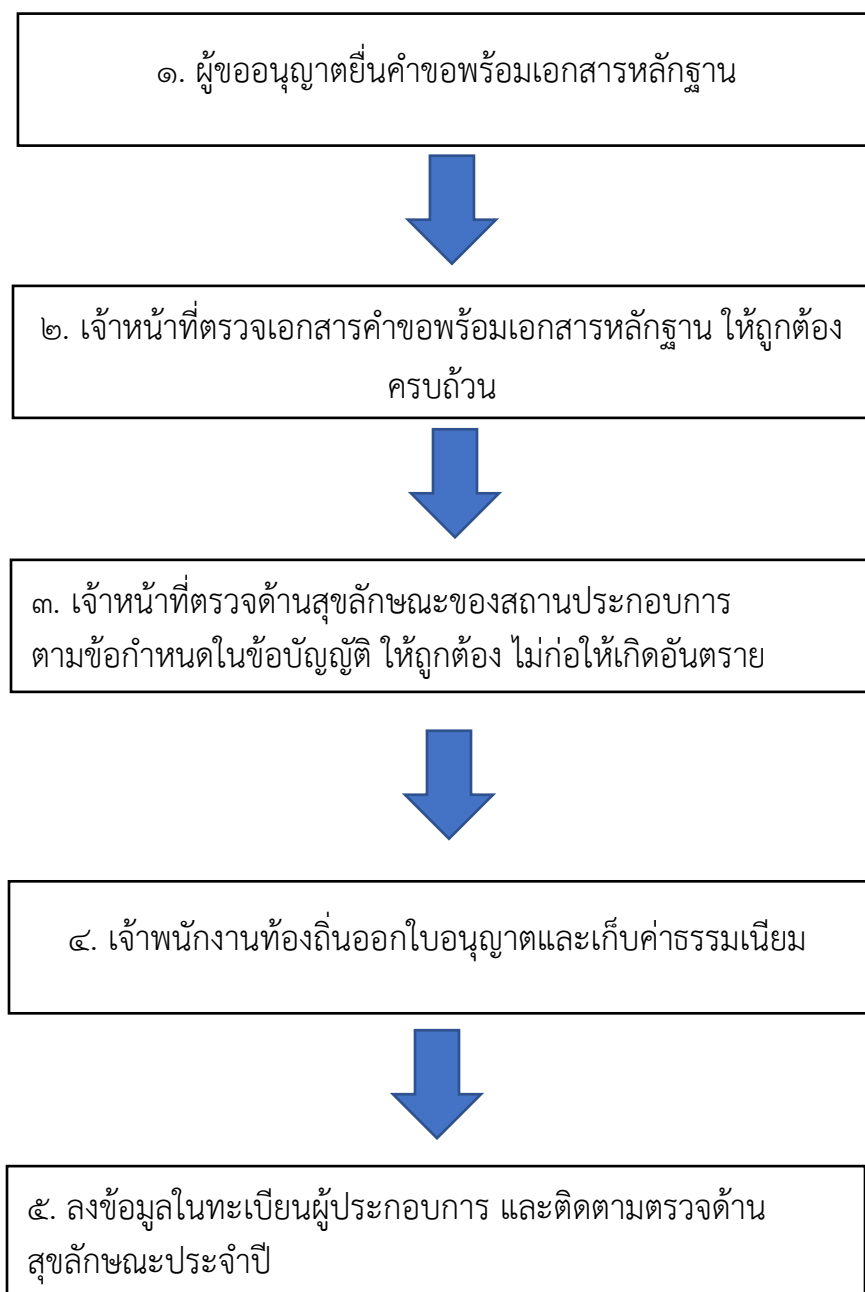 ๑. ผู้ขออนุญาตยื่นคำขอพร้อมเอกสารหลักฐาน
๒. เจ้าหน้าที่ตรวจเอกสารคำขอพร้อมเอกสารหลักฐาน ให้ถูกต้อง
ครบถ้วน
๓. เจ้าหน้าที่ตรวจด้านสุขลักษณะของสถานประกอบการ
ตามข้อกำหนดในข้อบัญญัติ ให้ถูกต้อง ไม่ก่อให้เกิดอันตราย
๔. เจ้าพนักงานท้องถิ่นออกใบอนุญาตและเก็บค่าธรรมเนียม
๕. ลงข้อมูลในทะเบียนผู้ประกอบการ และติดตามตรวจด้าน
สุขลักษณะประจำปี